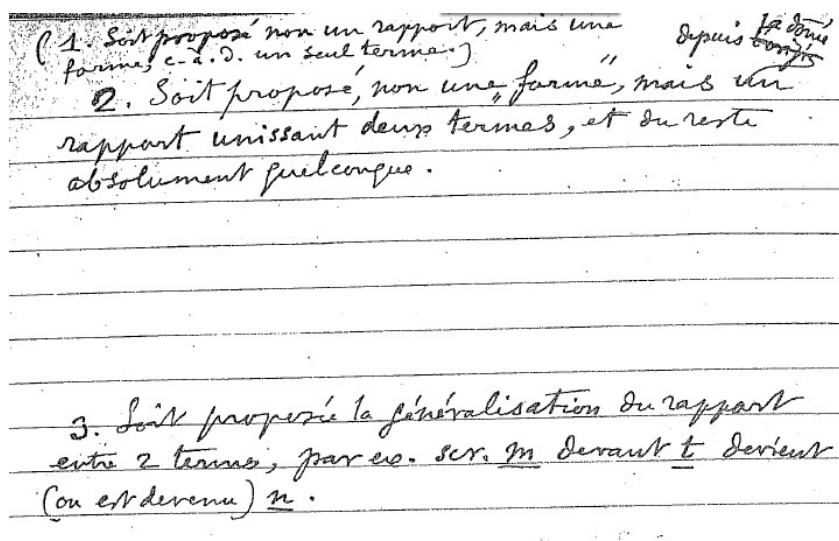 (1. Soit proposé non un rapport, mais une
forme, c.-à.d. un seul terme.)
depuis
2. Soit proposé, non une "forme", mais un
rapport unissant deux termes, et du reste
absolument quelconque.
3. Soit proposée la généralisation du rapport
entre 2 termes, par ex. scr. m devant t devient
(ou est devenu) n.